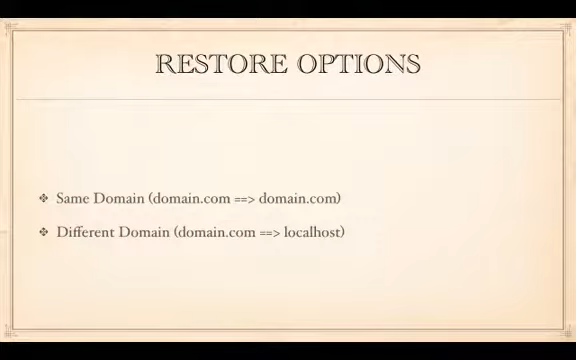 RESTORE OPTIONS
❖ Same Domain (domain.com ==> domain.com)
❖ Different Domain (domain.com ==> localhost)